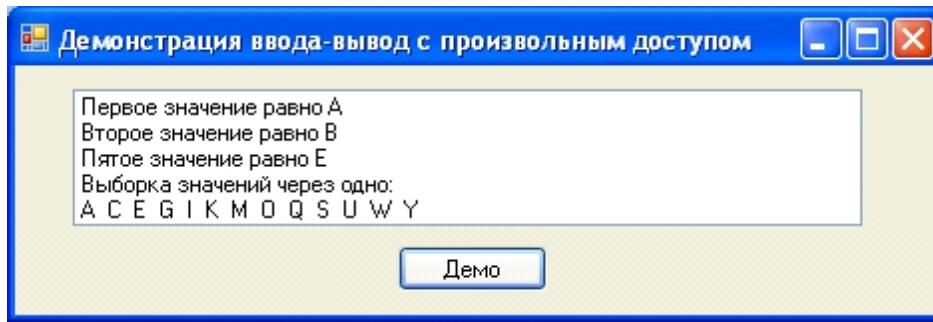 Демонстрация ввода-вывод с произвольным доступом
Первое значение равно A
Второе значение равно B
Пятое значение равно E
Выборка значений через одно:
A C E G I K M O Q S U W Y
Демо